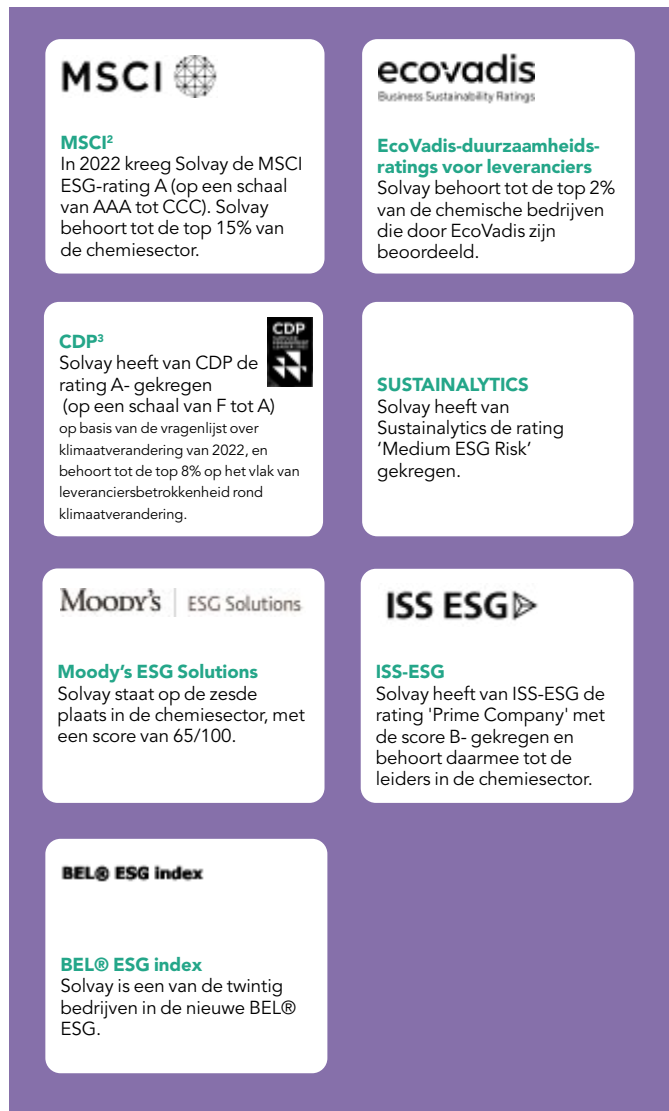 MSCI
MSCI²
In 2022 kreeg Solvay de MSCI
ESG-rating A (op een schaal
van AAA tot CCC). Solvay
behoort tot de top 15% van
de chemiesector.
ecovadis
Business Sustainability Ratings
EcoVadis-duurzaamheids-
ratings voor leveranciers
Solvay behoort tot de top 2%
van de chemische bedrijven
die door EcoVadis zijn
beoordeeld.
CDP
CDP³
Solvay heeft van CDP de
rating A- gekregen
(op een schaal van F tot A)
op basis van de vragenlijst over
klimaatverandering van 2022, en
behoort tot de top 8% op het vlak van
leveranciersbetrokkenheid rond
klimaatverandering.
SUSTAINALYTICS
Solvay heeft van
Sustainalytics de rating
‘Medium ESG Risk’
gekregen.
MOODY'S | ESG Solutions
Moody’s ESG Solutions
Solvay staat op de zesde
plaats in de chemiesector, met
een score van 65/100.
ISS ESG
ISS-ESG
Solvay heeft van ISS-ESG de
rating 'Prime Company' met
de score B- gekregen en
behoort daarmee tot de
leiders in de chemiesector.
BEL® ESG index
BEL® ESG index
Solvay is een van de twintig
bedrijven in de nieuwe BEL®
ESG.